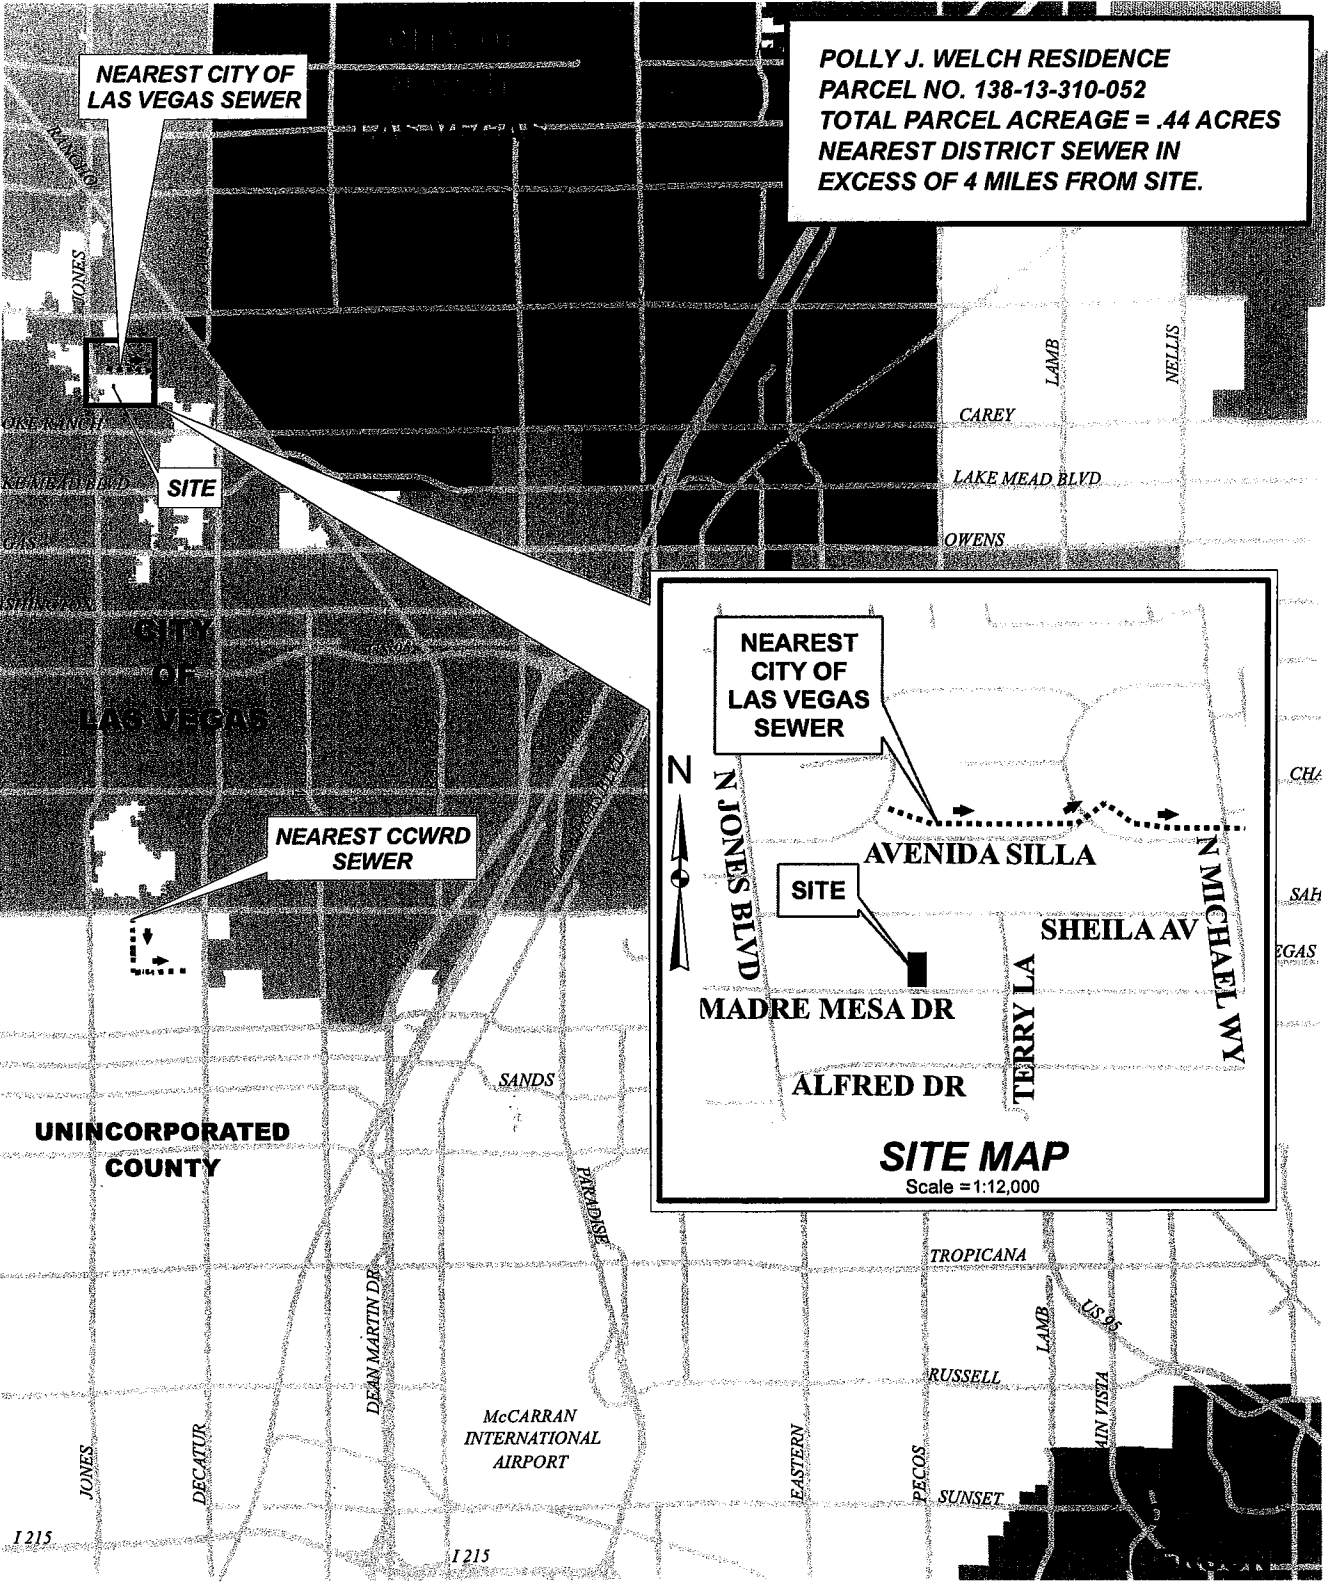 POLLY J. WELCH RESIDENCE
PARCEL NO. 138-13-310-052
TOTAL PARCEL ACREAGE = .44 ACRES
NEAREST DISTRICT SEWER IN
EXCESS OF 4 MILES FROM SITE.
NEAREST CITY OF
LAS VEGAS SEWER
JONES
LAMB
NELLIS
CAREY
SITE
LAKE MEAD BLVD
OWENS
CITY
OF
LAS VEGAS
NEAREST CCWRD
SEWER
NEAREST
CITY OF
LAS VEGAS
SEWER
N
N JONES BLVD
AVENIDA SILLA
SITE
SHEILA AV
N MICHAEL WY
MADRE MESA DR
TERRY LA
ALFRED DR
SITE MAP
Scale = 1:12,000
CHA
SAH
EGAS
SANDS
UNINCORPORATED
COUNTY
PARADISE
TROPICANA
DEAN MARTIN DR
LAMB
US 95
RUSSELL
McCARRAN
INTERNATIONAL
AIRPORT
JONES
DECATUR
EASTERN
PECOS
AIN VISTA
SUNSET
I 215
I 215